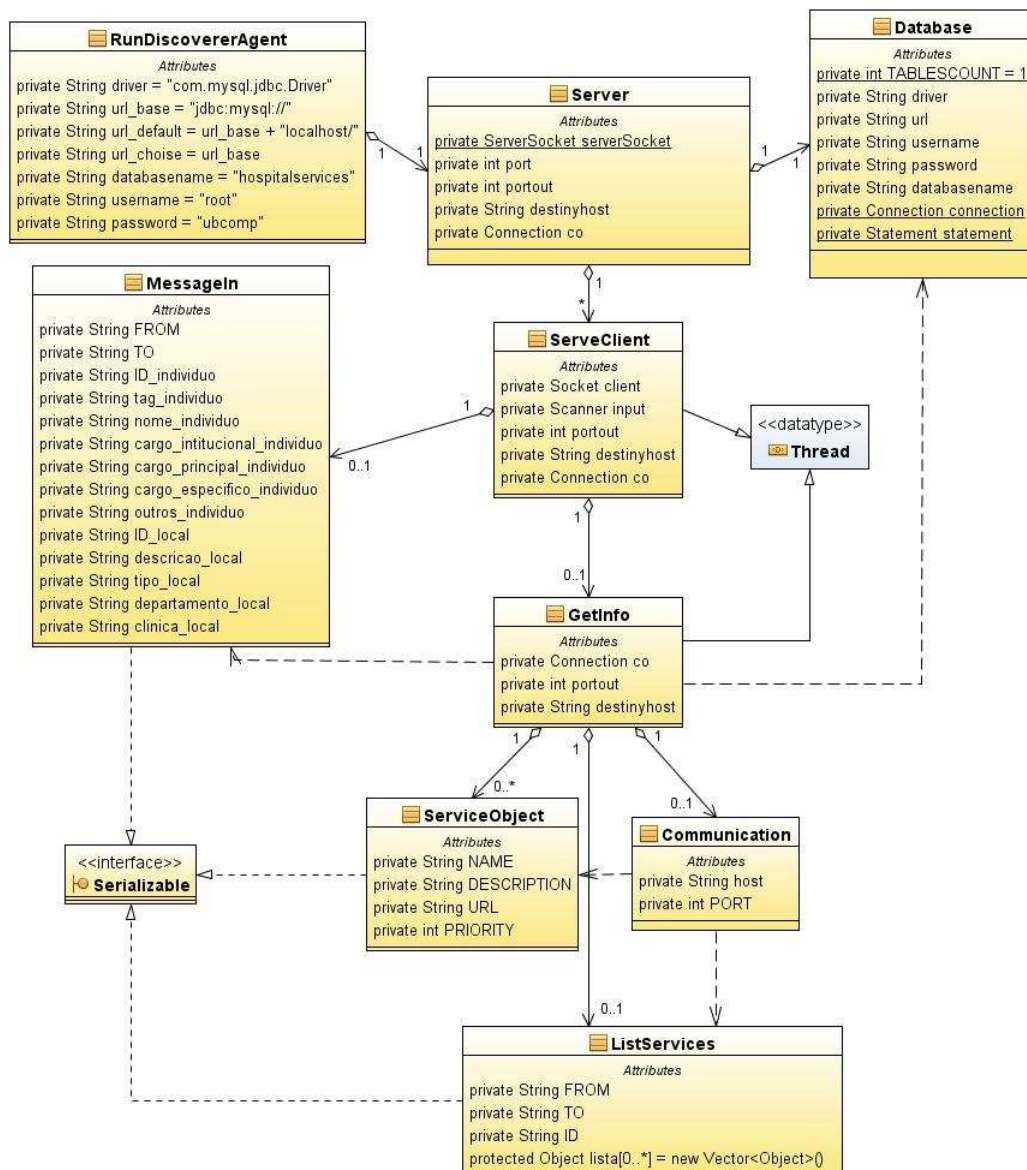 RunDiscovererAgent
Attributes
private String driver = "com.mysql.jdbc.Driver"
private String url_base = "jdbc:mysql://"
private String url_default = url_base + "localhost/"
private String url_choise = url_base
private String databasename = "hospitalservices"
private String username = "root"
private String password = "ubcomp"
1
1
Server
Attributes
private ServerSocket serverSocket
private int port
private int portout
private String destinyhost
private Connection co
1
1
Database
Attributes
private int TABLESCOUNT = 1
private String driver
private String url
private String username
private String password
private String databasename
private Connection connection
private Statement statement
1
*
MessageIn
Attributes
private String FROM
private String TO
private String ID_individuo
private String tag_individuo
private String nome_individuo
private String cargo_intitucional_individuo
private String cargo_principal_individuo
private String cargo_especifico_individuo
private String outros_individuo
private String ID_local
private String descricao_local
private String tipo_local
private String departamento_local
private String clinica_local
1
0..1
ServeClient
Attributes
private Socket client
private Scanner input
private int portout
private String destinyhost
private Connection co
<<datatype>>
Thread
1
0..1
GetInfo
Attributes
private Connection co
private int portout
private String destinyhost
1
1
1
0..*
0..1
ServiceObject
Attributes
private String NAME
private String DESCRIPTION
private String URL
private int PRIORITY
Communication
Attributes
private String host
private int PORT
<<interface>>
Serializable
0..1
ListServices
Attributes
private String FROM
private String TO
private String ID
protected Object lista[0..*] = new Vector<Object>()